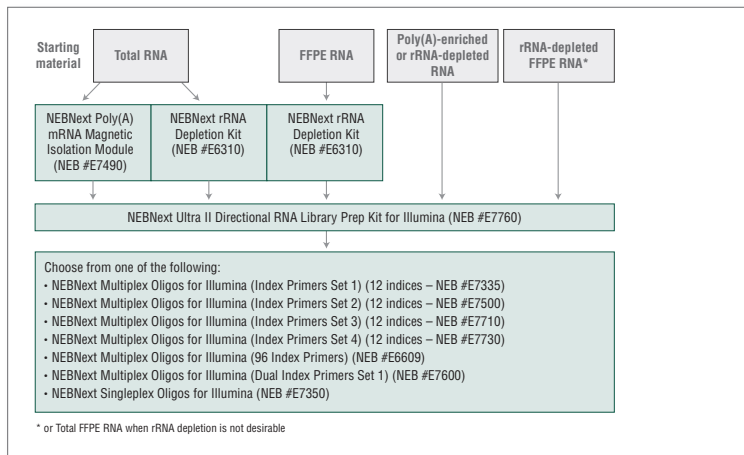 Starting
material
Total RNA
FFPE RNA
Poly(A)-enriched
or rRNA-depleted
RNA
rRNA-depleted
FFPE RNA*
NEBNext Poly(A)
mRNA Magnetic
Isolation Module
(NEB #E7490)
NEBNext rRNA
Depletion Kit
(NEB #E6310)
NEBNext rRNA
Depletion Kit
(NEB #E6310)
NEBNext Ultra II Directional RNA Library Prep Kit for Illumina (NEB #E7760)
Choose from one of the following:
• NEBNext Multiplex Oligos for Illumina (Index Primers Set 1) (12 indices – NEB #E7335)
• NEBNext Multiplex Oligos for Illumina (Index Primers Set 2) (12 indices – NEB #E7500)
• NEBNext Multiplex Oligos for Illumina (Index Primers Set 3) (12 indices – NEB #E7710)
• NEBNext Multiplex Oligos for Illumina (Index Primers Set 4) (12 indices – NEB #E7730)
• NEBNext Multiplex Oligos for Illumina (96 Index Primers) (NEB #E6609)
• NEBNext Multiplex Oligos for Illumina (Dual Index Primers Set 1) (NEB #E7600)
• NEBNext Singleplex Oligos for Illumina (NEB #E7350)
* or Total FFPE RNA when rRNA depletion is not desirable